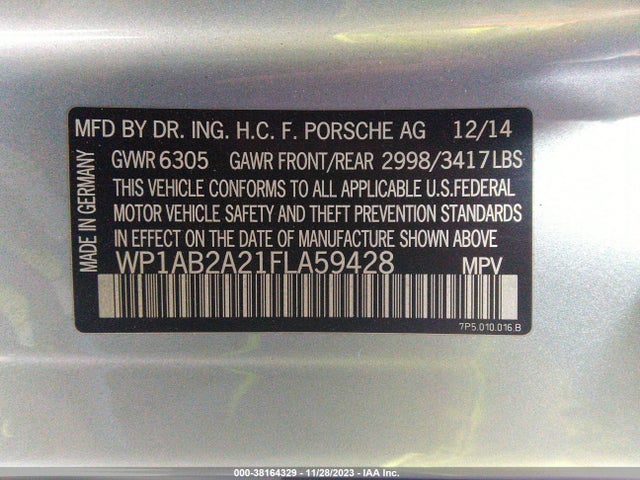 MFD BY DR. ING. H.C. F. PORSCHE AG 12/14
GVWR 6305 GAWR FRONT/REAR 2998/3417LBS
THIS VEHICLE CONFORMS TO ALL APPLICABLE U.S.FEDERAL
MOTOR VEHICLE SAFETY AND THEFT PREVENTION STANDARDS
IN EFFECT ON THE DATE OF MANUFACTURE SHOWN ABOVE
WP1AB2A21FLA59428 MPV
7P5.010.016.B
MADE IN GERMANY
000-38164329 - 11/28/2023 - IAA Inc.